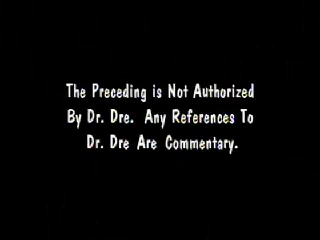 The Preceding is Not Authorized
By Dr. Dre. Any References To
Dr. Dre Are Commentary.